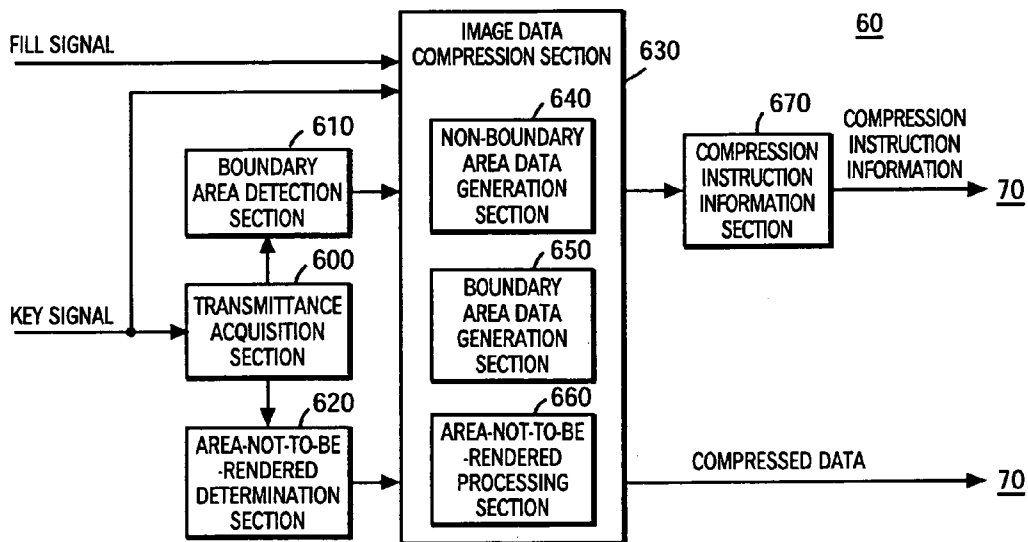 FILL SIGNAL
IMAGE DATA
COMPRESSION SECTION
60
630
610
BOUNDARY
AREA DETECTION
SECTION
640
NON-BOUNDARY
AREA DATA
GENERATION
SECTION
670
COMPRESSION
INSTRUCTION
INFORMATION
SECTION
COMPRESSION
INSTRUCTION
INFORMATION
70
KEY SIGNAL
600
TRANSMITTANCE
ACQUISITION
SECTION
650
BOUNDARY
AREA DATA
GENERATION
SECTION
620
AREA-NOT-TO-BE
-RENDERED
DETERMINATION
SECTION
660
AREA-NOT-TO-BE
-RENDERED
PROCESSING
SECTION
COMPRESSED DATA
70